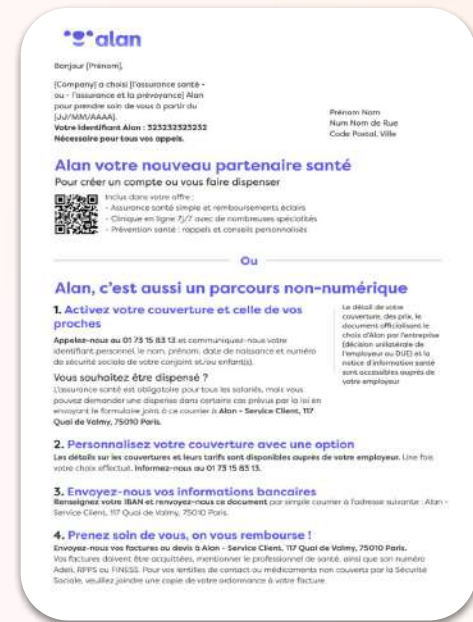 alan
Bonjour [Prénom],
[Company] a choisi [l'assurance santé -
ou - l'assurance et la prévoyance] Alan
pour prendre soin de vous à partir du
[JJ/MM/AAAA].
Votre Identifiant Alan : 323232323232
Nécessaire pour tous vos appels.
Prénom Nom
Num Nom de Rue
Code Postal, Ville
Alan votre nouveau partenaire santé
Pour créer un compte ou vous faire dispenser
Inclus dans votre offre :
- Assurance santé simple et remboursements éclairs
- Clinique en ligne 7j/7 avec de nombreuses spécialités
- Prévention santé : rappels et conseils personnalisés
Ou
Alan, c'est aussi un parcours non-numérique
1. Activez votre couverture et celle de vos
proches
Appelez-nous au 01 73 15 83 13 et communiquez-nous votre
identifiant personnel, le nom, prénom, date de naissance et numéro
de sécurité sociale de votre conjoint et/ou enfant(s).
Vous souhaitez être dispensé ?
L'assurance santé est obligatoire pour tous les salariés, mais vous
pouvez demander une dispense dans certains cas prévus par la loi en
envoyant le formulaire joint à ce courrier à Alan - Service Client, 117
Quai de Valmy, 75010 Paris.
Le détail de votre
couverture, des prix, le
document officialisant le
choix d'Alan par l'entreprise
(décision unilatérale de
l'employeur ou DUE) et la
notice d'information santé
sont accessibles auprès de
votre employeur
2. Personnalisez votre couverture avec une option
Les détails sur les couvertures et leurs tarifs sont disponibles auprès de votre employeur. Une fois
votre choix effectué, informez-nous au 01 73 15 83 13.
3. Envoyez-nous vos informations bancaires
Renseignez votre IBAN et renvoyez-nous ce document par simple courrier à l'adresse suivante : Alan -
Service Client, 117 Quai de Valmy, 75010 Paris.
4. Prenez soin de vous, on vous rembourse !
Envoyez-nous vos factures ou devis à Alan - Service Client, 117 Quai de Valmy, 75010 Paris.
Vos factures doivent être acquittées, mentionner le professionnel de santé, ainsi que son numéro
Adeli, RPPS ou FINESS. Pour vos lentilles de contact ou médicaments non couverts par la Sécurité
Sociale, veuillez joindre une copie de votre ordonnance à votre facture.